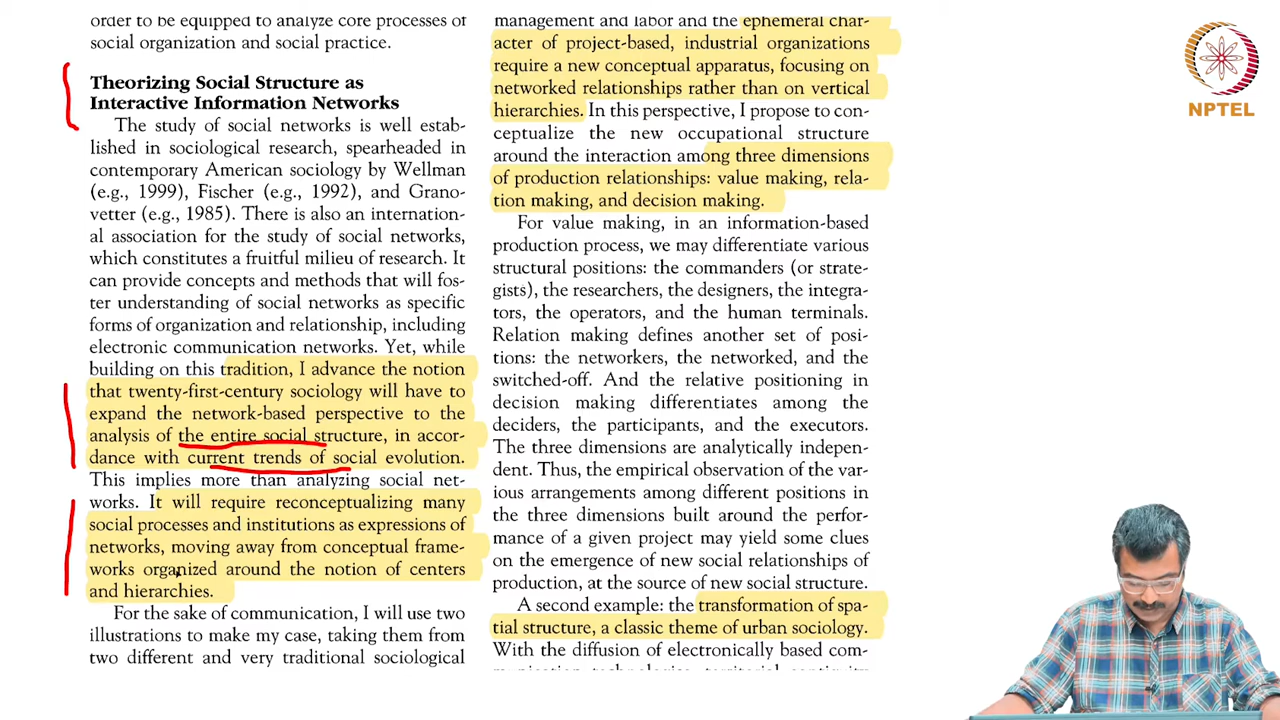 order to be equipped to analyze core processes of
social organization and social practice.
Theorizing Social Structure as
Interactive Information Networks
The study of social networks is well estab-
lished in sociological research, spearheaded in
contemporary American sociology by Wellman
(e.g., 1999), Fischer (e.g., 1992), and Grano-
vetter (e.g., 1985). There is also an internation-
al association for the study of social networks,
which constitutes a fruitful milieu of research. It
can provide concepts and methods that will fos-
ter understanding of social networks as specific
forms of organization and relationship, including
electronic communication networks. Yet, while
building on this tradition, I advance the notion
that twenty-first-century sociology will have to
expand the network-based perspective to the
analysis of the entire social structure, in accor-
dance with current trends of social evolution.
This implies more than analyzing social net-
works. It will require reconceptualizing many
social processes and institutions as expressions of
networks, moving away from conceptual frame-
works organized around the notion of centers
and hierarchies.
For the sake of communication, I will use two
illustrations to make my case, taking them from
two different and very traditional sociological
management and labor and the ephemeral char-
acter of project-based, industrial organizations
require a new conceptual apparatus, focusing on
networked relationships rather than on vertical
hierarchies. In this perspective, I propose to con-
ceptualize the new occupational structure
around the interaction among three dimensions
of production relationships: value making, rela-
tion making, and decision making.
For value making, in an information-based
production process, we may differentiate various
structural positions: the commanders (or strate-
gists), the researchers, the designers, the integra-
tors, the operators, and the human terminals.
Relation making defines another set of posi-
tions: the networkers, the networked, and the
switched-off. And the relative positioning in
decision making differentiates among the
deciders, the participants, and the executors.
The three dimensions are analytically indepen-
dent. Thus, the empirical observation of the var-
ious arrangements among different positions in
the three dimensions built around the perfor-
mance of a given project may yield some clues
on the emergence of new social relationships of
production, at the source of new social structure.
A second example: the transformation of spa-
tial structure, a classic theme of urban sociology.
With the diffusion of electronically based com-
NPTEL